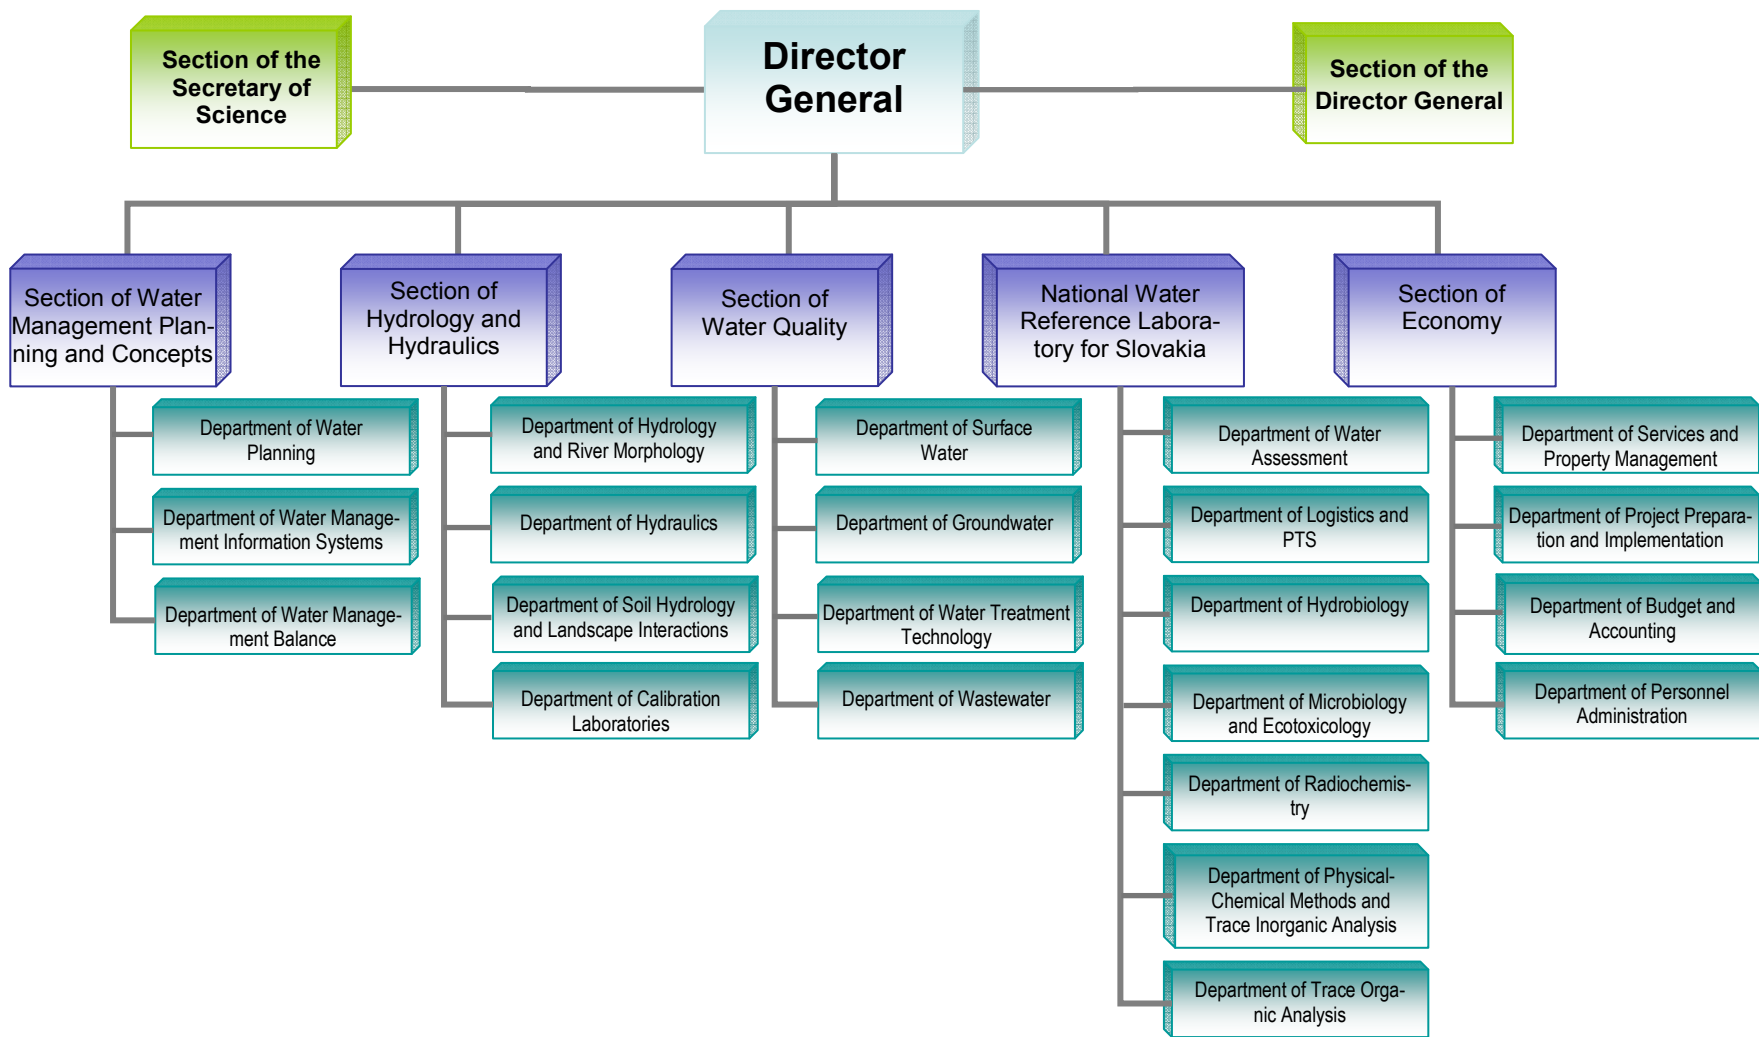 Section of the
Secretary of
Science
Director
General
Section of the
Director General
Section of Water
Management Plan-
ning and Concepts
Section of
Hydrology and
Hydraulics
Section of
Water Quality
National Water
Reference Labora-
tory for Slovakia
Section of
Economy
Department of Water
Planning
Department of Water Manage-
ment Information Systems
Department of Water Manage-
ment Balance
Department of Hydrology
and River Morphology
Department of Hydraulics
Department of Soil Hydrology
and Landscape Interactions
Department of Calibration
Laboratories
Department of Surface
Water
Department of Groundwater
Department of Water Treatment
Technology
Department of Wastewater
Department of Water
Assessment
Department of Logistics and
PTS
Department of Hydrobiology
Department of Microbiology
and Ecotoxicology
Department of Radiochemis-
try
Department of Physical-
Chemical Methods and
Trace Inorganic Analysis
Department of Trace Orga-
nic Analysis
Department of Services and
Property Management
Department of Project Prepara-
tion and Implementation
Department of Budget and
Accounting
Department of Personnel
Administration